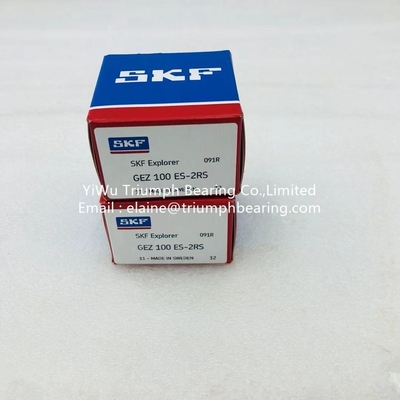 SKF
SKF
SKF Explorer 091R
GEZ 100 ES-2RS
YiWu Triumph Bearing Co.,Limited
Email : elaine@triumphbearing.com
SKF
SKF Explorer 091R
GEZ 100 ES-2RS
11 - MADE IN SWEDEN 12